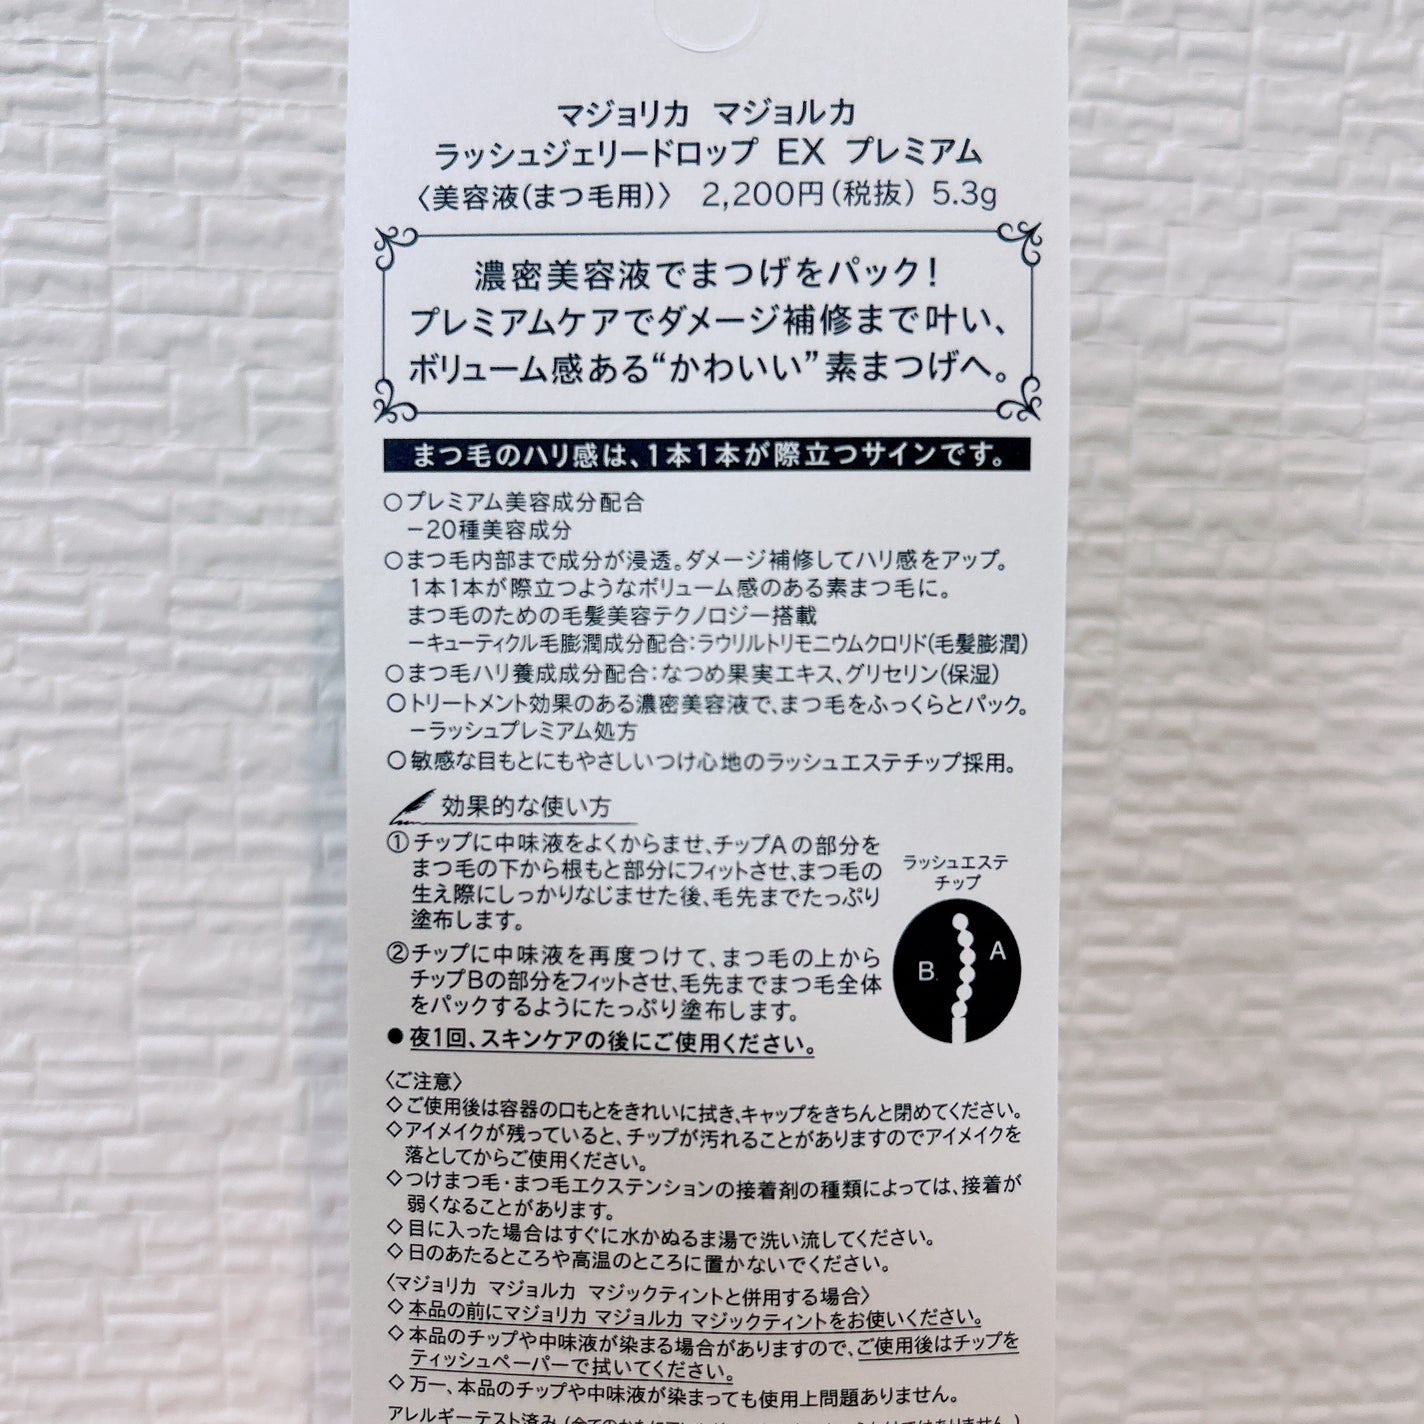 マジョリカ マジョルカ
ラッシュジェリードロップ EX プレミアム
〈美容液(まつ毛用)〉 2,200円(税抜) 5.3g
濃密美容液でまつげをパック!
プレミアムケアでダメージ補修まで叶い、
ボリューム感ある“かわいい”素まつげへ。
まつ毛のハリ感は、1本1本が際立つサインです。
○プレミアム美容成分配合
−20種美容成分
○まつ毛内部まで成分が浸透。ダメージ補修してハリ感をアップ。
1本1本が際立つようなボリューム感のある素まつ毛に。
まつ毛のための毛髪美容テクノロジー搭載
−キューティクル毛膨潤成分配合:ラウリルトリモニウムクロリド(毛髪膨潤)
○まつ毛ハリ養成成分配合:なつめ果実エキス、グリセリン(保湿)
○トリートメント効果のある濃密美容液で、まつ毛をふっくらとパック。
−ラッシュプレミアム処方
○敏感な目もとにもやさしいつけ心地のラッシュエステチップ採用。
効果的な使い方
①チップに中味液をよくからませ、チップAの部分を
まつ毛の下から根もと部分にフィットさせ、まつ毛の
生え際にしっかりなじませた後、毛先までたっぷり
塗布します。
②チップに中味液を再度つけて、まつ毛の上から
チップBの部分をフィットさせ、毛先までまつ毛全体
をパックするようにたっぷり塗布します。
●夜1回、スキンケアの後にご使用ください。
ラッシュエステ
チップ
A
B
〈ご注意〉
◇ご使用後は容器の口もとをきれいに拭き、キャップをきちんと閉めてください。
◇アイメイクが残っていると、チップが汚れることがありますのでアイメイクを
落としてからご使用ください。
◇つけまつ毛・まつ毛エクステンションの接着剤の種類によっては、接着が
弱くなることがあります。
◇目に入った場合はすぐに水かぬるま湯で洗い流してください。
◇日のあたるところや高温のところに置かないでください。
〈マジョリカ マジョルカ マジックティントと併用する場合〉
◇本品の前にマジョリカ マジョルカ マジックティントをお使いください。
◇本品のチップや中味液が染まる場合がありますので、ご使用後はチップを
ティッシュペーパーで拭いてください。
◇万一、本品のチップや中味液が染まっても使用上問題ありません。
アレルギーテスト済み